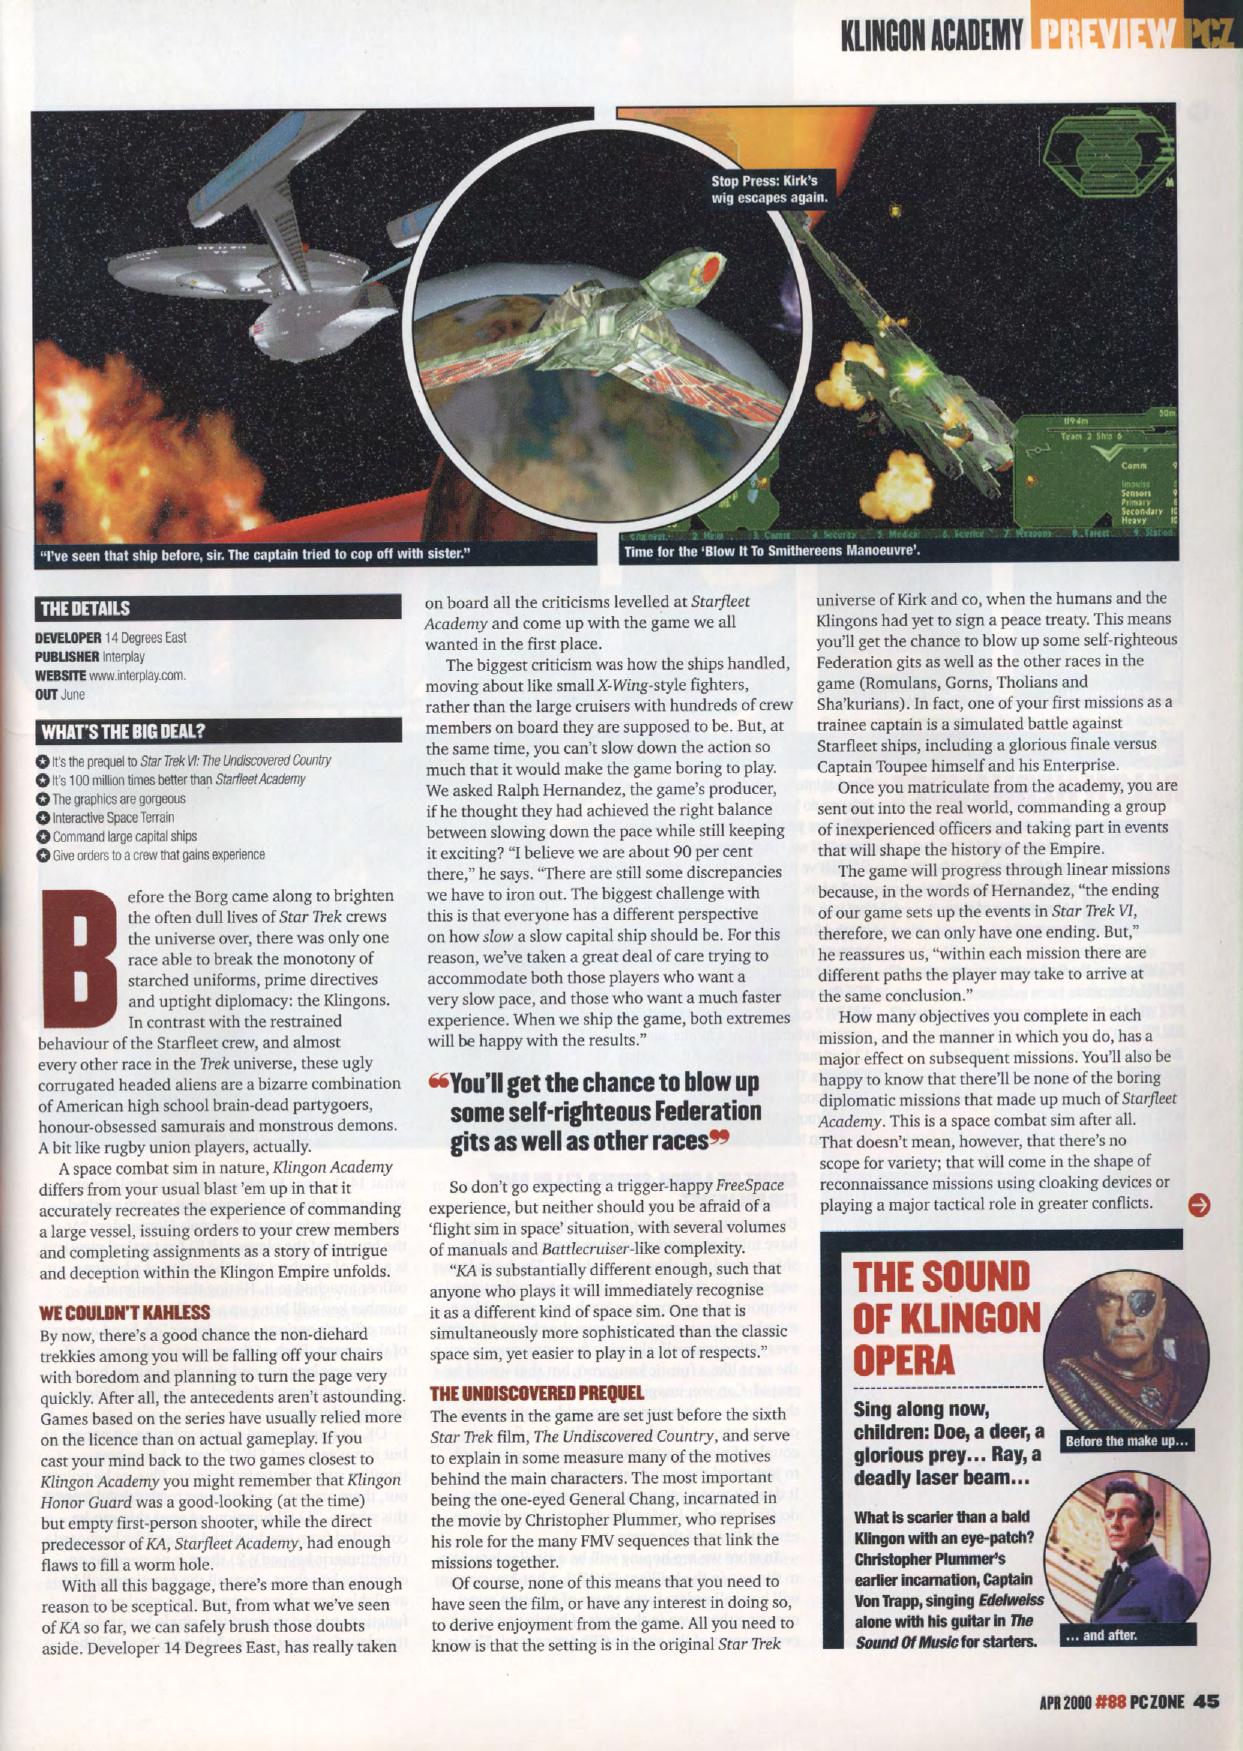 KLINGON ACADEMY PREVIEW PCZ
Stop Press: Kirk's
wig escapes again.
1194m
50m
Team 2 Ship 6
Comm 9
Impulse
Sensors 9
Primary 8
Secondary 10
Heavy 10
"I've seen that ship before, sir. The captain tried to cop off with sister."
Time for the 'Blow It To Smithereens Manoeuvre'.
THE DETAILS
DEVELOPER 14 Degrees East
PUBLISHER Interplay
WEBSITE www.interplay.com.
OUT June
WHAT'S THE BIG DEAL?
It's the prequel to Star Trek VI: The Undiscovered Country
It's 100 million times better than Starfleet Academy
The graphics are gorgeous
Interactive Space Terrain
Command large capital ships
Give orders to a crew that gains experience
Before the Borg came along to brighten
the often dull lives of Star Trek crews
the universe over, there was only one
race able to break the monotony of
starched uniforms, prime directives
and uptight diplomacy: the Klingons.
In contrast with the restrained
behaviour of the Starfleet crew, and almost
every other race in the Trek universe, these ugly
corrugated headed aliens are a bizarre combination
of American high school brain-dead partygoers,
honour-obsessed samurais and monstrous demons.
A bit like rugby union players, actually.
A space combat sim in nature, Klingon Academy
differs from your usual blast 'em up in that it
accurately recreates the experience of commanding
a large vessel, issuing orders to your crew members
and completing assignments as a story of intrigue
and deception within the Klingon Empire unfolds.
WE COULDN'T KAHLESS
By now, there's a good chance the non-diehard
trekkies among you will be falling off your chairs
with boredom and planning to turn the page very
quickly. After all, the antecedents aren't astounding.
Games based on the series have usually relied more
on the licence than on actual gameplay. If you
cast your mind back to the two games closest to
Klingon Academy you might remember that Klingon
Honor Guard was a good-looking (at the time)
but empty first-person shooter, while the direct
predecessor of KA, Starfleet Academy, had enough
flaws to fill a worm hole.
With all this baggage, there's more than enough
reason to be sceptical. But, from what we've seen
of KA so far, we can safely brush those doubts
aside. Developer 14 Degrees East, has really taken
on board all the criticisms levelled at Starfleet
Academy and come up with the game we all
wanted in the first place.
The biggest criticism was how the ships handled,
moving about like small X-Wing-style fighters,
rather than the large cruisers with hundreds of crew
members on board they are supposed to be. But, at
the same time, you can't slow down the action so
much that it would make the game boring to play.
We asked Ralph Hernandez, the game's producer,
if he thought they had achieved the right balance
between slowing down the pace while still keeping
it exciting? "I believe we are about 90 per cent
there," he says. "There are still some discrepancies
we have to iron out. The biggest challenge with
this is that everyone has a different perspective
on how slow a slow capital ship should be. For this
reason, we've taken a great deal of care trying to
accommodate both those players who want a
very slow pace, and those who want a much faster
experience. When we ship the game, both extremes
will be happy with the results."
"You'll get the chance to blow up
some self-righteous Federation
gits as well as other races"
So don't go expecting a trigger-happy FreeSpace
experience, but neither should you be afraid of a
'flight sim in space' situation, with several volumes
of manuals and Battlecruiser-like complexity.
"KA is substantially different enough, such that
anyone who plays it will immediately recognise
it as a different kind of space sim. One that is
simultaneously more sophisticated than the classic
space sim, yet easier to play in a lot of respects."
THE UNDISCOVERED PREQUEL
The events in the game are set just before the sixth
Star Trek film, The Undiscovered Country, and serve
to explain in some measure many of the motives
behind the main characters. The most important
being the one-eyed General Chang, incarnated in
the movie by Christopher Plummer, who reprises
his role for the many FMV sequences that link the
missions together.
Of course, none of this means that you need to
have seen the film, or have any interest in doing so,
to derive enjoyment from the game. All you need to
know is that the setting is in the original Star Trek
universe of Kirk and co, when the humans and the
Klingons had yet to sign a peace treaty. This means
you'll get the chance to blow up some self-righteous
Federation gits as well as the other races in the
game (Romulans, Gorns, Tholians and
Sha'kurians). In fact, one of your first missions as a
trainee captain is a simulated battle against
Starfleet ships, including a glorious finale versus
Captain Toupee himself and his Enterprise.
Once you matriculate from the academy, you are
sent out into the real world, commanding a group
of inexperienced officers and taking part in events
that will shape the history of the Empire.
The game will progress through linear missions
because, in the words of Hernandez, "the ending
of our game sets up the events in Star Trek VI,
therefore, we can only have one ending. But,"
he reassures us, "within each mission there are
different paths the player may take to arrive at
the same conclusion."
How many objectives you complete in each
mission, and the manner in which you do, has a
major effect on subsequent missions. You'll also be
happy to know that there'll be none of the boring
diplomatic missions that made up much of Starfleet
Academy. This is a space combat sim after all.
That doesn't mean, however, that there's no
scope for variety; that will come in the shape of
reconnaissance missions using cloaking devices or
playing a major tactical role in greater conflicts.
THE SOUND
OF KLINGON
OPERA
Sing along now,
children: Doe, a deer, a
glorious prey... Ray, a
deadly laser beam...
What is scarier than a bald
Klingon with an eye-patch?
Christopher Plummer's
earlier incarnation, Captain
Von Trapp, singing Edelweiss
alone with his guitar in The
Sound Of Music for starters.
Before the make up...
... and after.
APR 2000 #88 PC ZONE 45